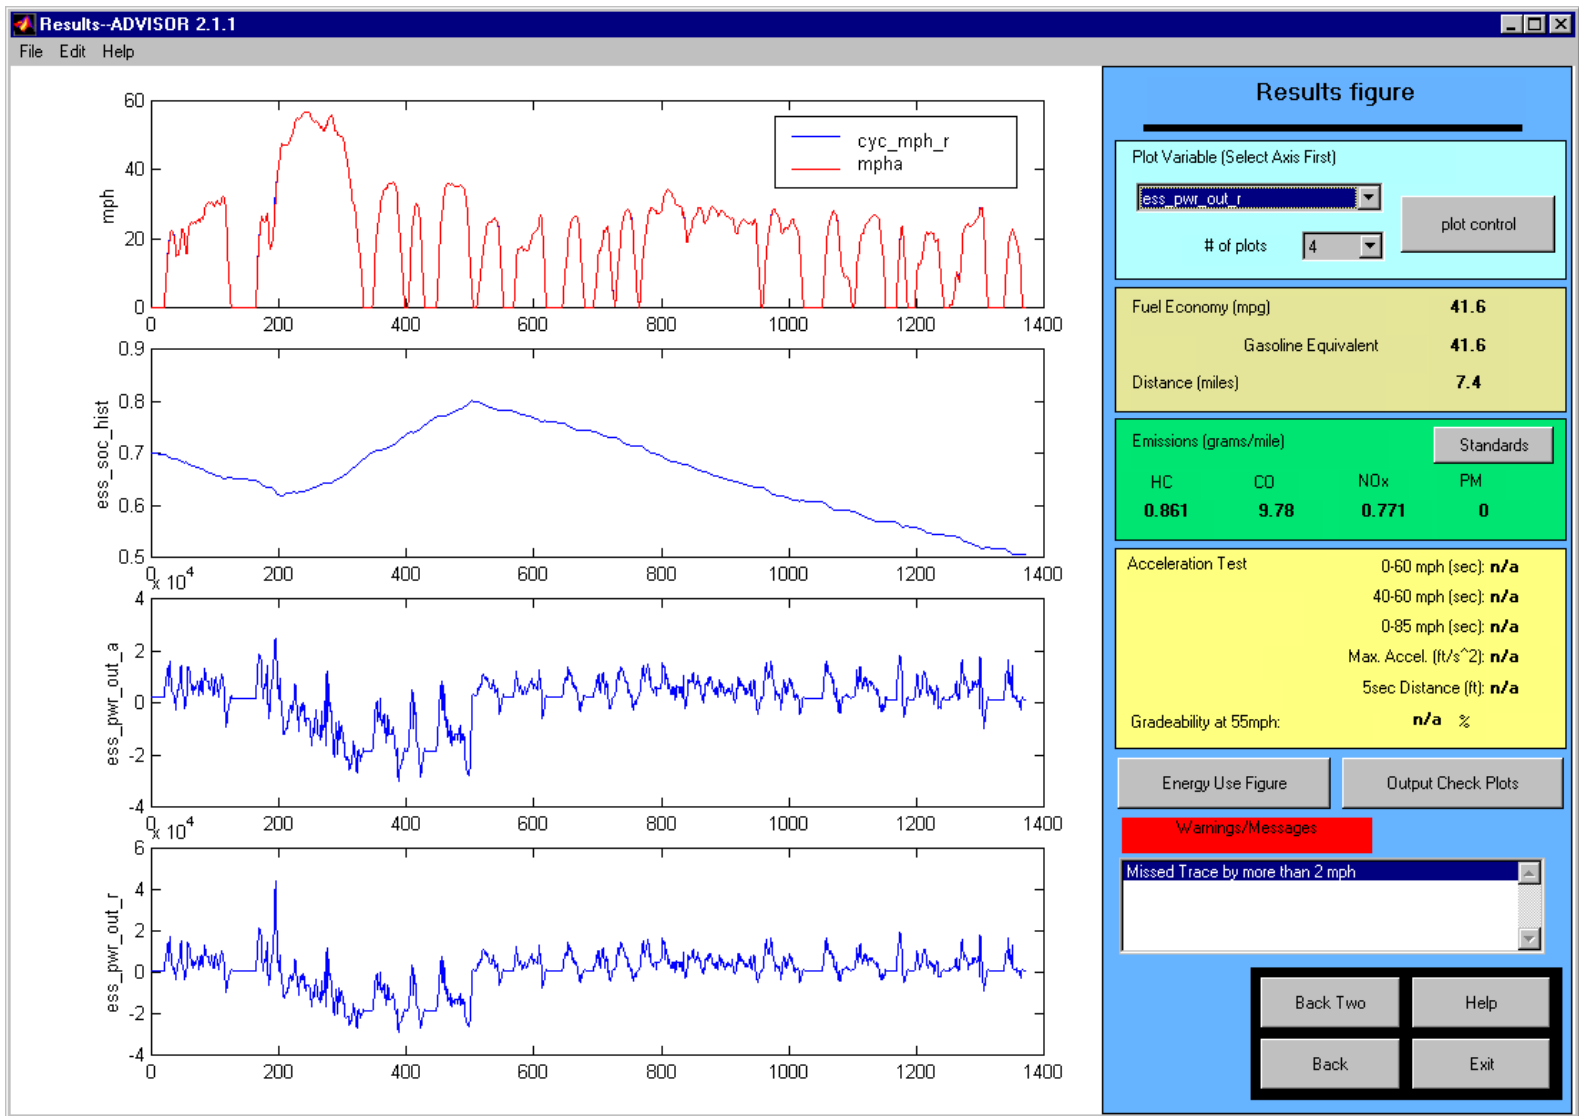 Results--ADVISOR 2.1.1
File Edit Help
60
40
20
0
mph
cyc_mph_r
mpha
0 200 400 600 800 1000 1200 1400
0.9
0.8
0.7
0.6
0.5
ess_soc_hist
0 200 400 600 800 1000 1200 1400
x 10^4
4
2
0
-2
-4
ess_pwr_out_a
0 200 400 600 800 1000 1200 1400
x 10^4
6
4
2
0
-2
-4
ess_pwr_out_r
0 200 400 600 800 1000 1200 1400
Results figure
Plot Variable (Select Axis First)
ess_pwr_out_r
plot control
# of plots 4
Fuel Economy (mpg) 41.6
Gasoline Equivalent 41.6
Distance (miles) 7.4
Emissions (grams/mile) Standards
HC CO NOx PM
0.861 9.78 0.771 0
Acceleration Test 0-60 mph (sec): n/a
40-60 mph (sec): n/a
0-85 mph (sec): n/a
Max. Accel. (ft/s^2): n/a
5sec Distance (ft): n/a
Gradeability at 55mph: n/a %
Energy Use Figure Output Check Plots
Warnings/Messages
Missed Trace by more than 2 mph
Back Two Help
Back Exit